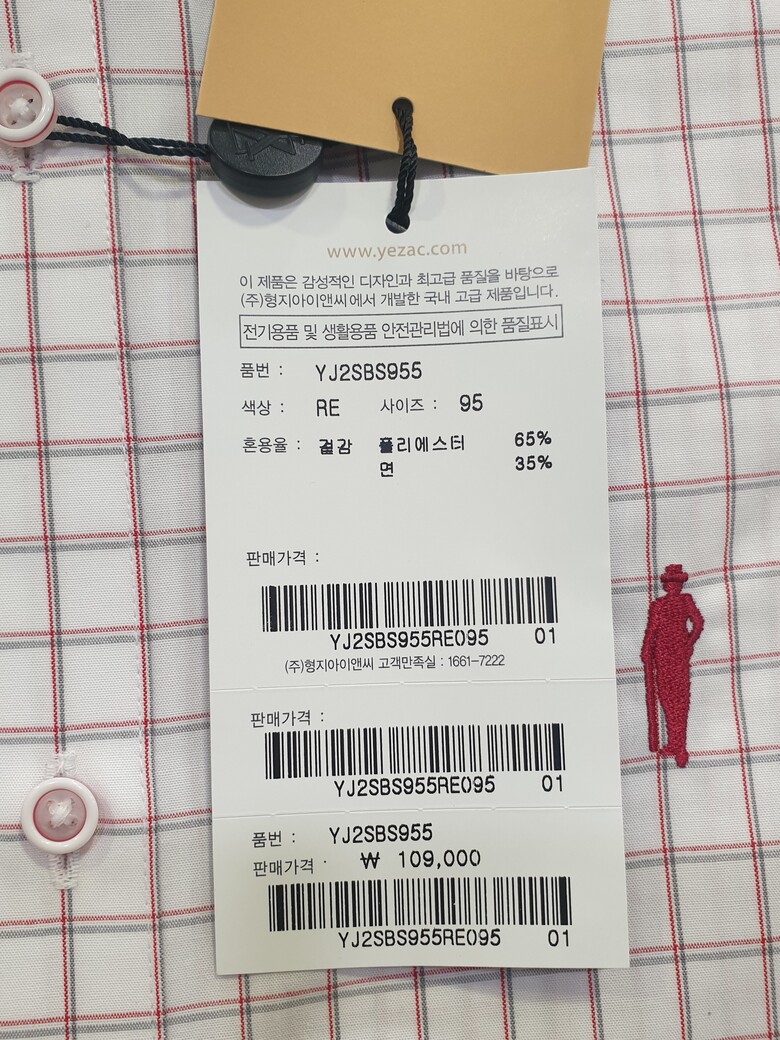 www.yezac.com
이 제품은 감성적인 디자인과 최고급 품질을 바탕으로
(주)형지아이앤씨에서 개발한 국내 고급 제품입니다.
전기용품 및 생활용품 안전관리법에 의한 품질표시
품번 : YJ2SBS955
색상 : RE 사이즈 : 95
혼용율 : 겉감 폴리에스터 65%
면 35%
판매가격 :
YJ2SBS955RE095 01
(주)형지아이앤씨 고객만족실 : 1661-7222
판매가격 :
YJ2SBS955RE095 01
품번 : YJ2SBS955
판매가격 : ₩ 109,000
YJ2SBS955RE095 01